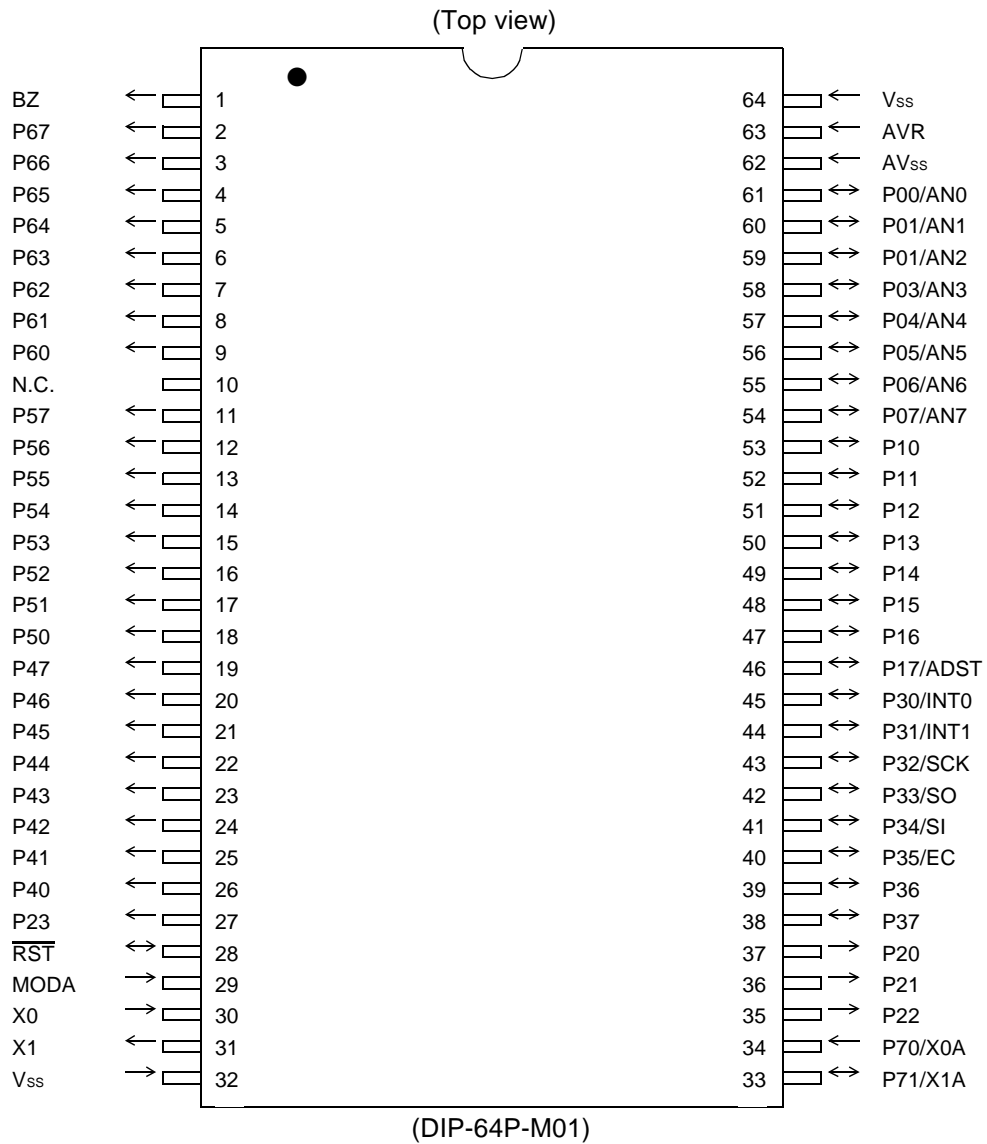 (Top view)
BZ 1 64 Vss
P67 2 63 AVR
P66 3 62 AVss
P65 4 61 P00/AN0
P64 5 60 P01/AN1
P63 6 59 P01/AN2
P62 7 58 P03/AN3
P61 8 57 P04/AN4
P60 9 56 P05/AN5
N.C. 10 55 P06/AN6
P57 11 54 P07/AN7
P56 12 53 P10
P55 13 52 P11
P54 14 51 P12
P53 15 50 P13
P52 16 49 P14
P51 17 48 P15
P50 18 47 P16
P47 19 46 P17/ADST
P46 20 45 P30/INT0
P45 21 44 P31/INT1
P44 22 43 P32/SCK
P43 23 42 P33/SO
P42 24 41 P34/SI
P41 25 40 P35/EC
P40 26 39 P36
P23 27 38 P37
RST 28 37 P20
MODA 29 36 P21
X0 30 35 P22
X1 31 34 P70/X0A
Vss 32 33 P71/X1A
(DIP-64P-M01)